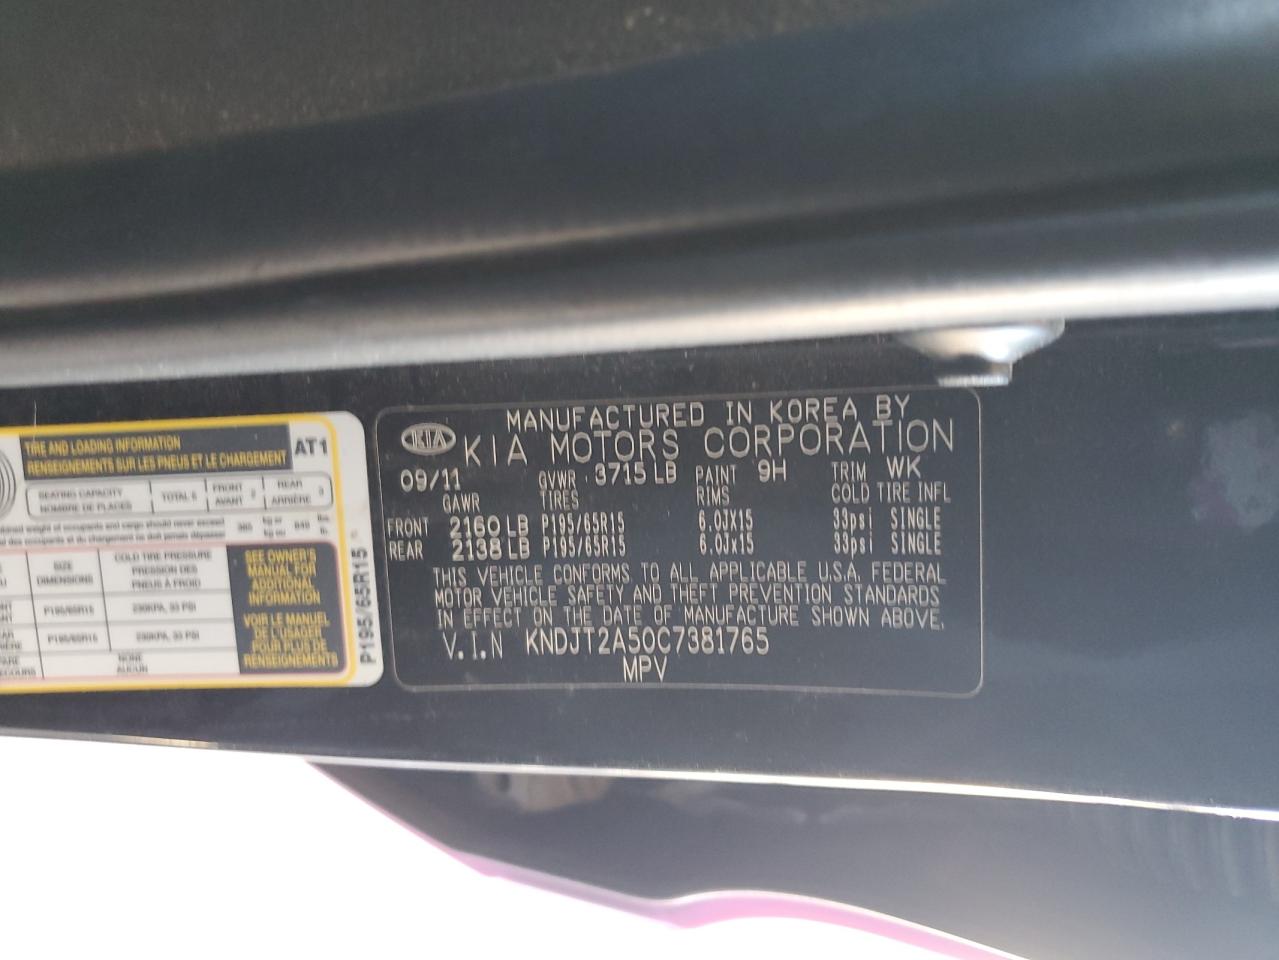 TIRE AND LOADING INFORMATION
RENSEIGNEMENTS SUR LES PNEUS ET LE CHARGEMENT
AT1
SEATING CAPACITY
NOMBRE DE PLACES
TOTAL 5
FRONT
AVANT 2
REAR
ARRIÈRE 3
COLD TIRE PRESSURE
PRESSION DES
PNEUS À FROID
SIZE
DIMENSIONS
P195/65R15 230KPA, 33 PSI
P195/65R15 230KPA, 33 PSI
NONE
AUCUN
SEE OWNER'S
MANUAL FOR
ADDITIONAL
INFORMATION
VOIR LE MANUEL
DE L'USAGER
POUR PLUS DE
RENSEIGNEMENTS
P195/65R15
MANUFACTURED IN KOREA BY
KIA KIA MOTORS CORPORATION
09/11 GVWR 3715 LB PAINT 9H TRIM WK
GAWR TIRES RIMS COLD TIRE INFL
FRONT 2160 LB P195/65R15 6.0JX15 33psi SINGLE
REAR 2138 LB P195/65R15 6.0Jx15 33psi SINGLE
THIS VEHICLE CONFORMS TO ALL APPLICABLE U.S.A. FEDERAL
MOTOR VEHICLE SAFETY AND THEFT PREVENTION STANDARDS
IN EFFECT ON THE DATE OF MANUFACTURE SHOWN ABOVE.
V.I.N KNDJT2A50C7381765
MPV